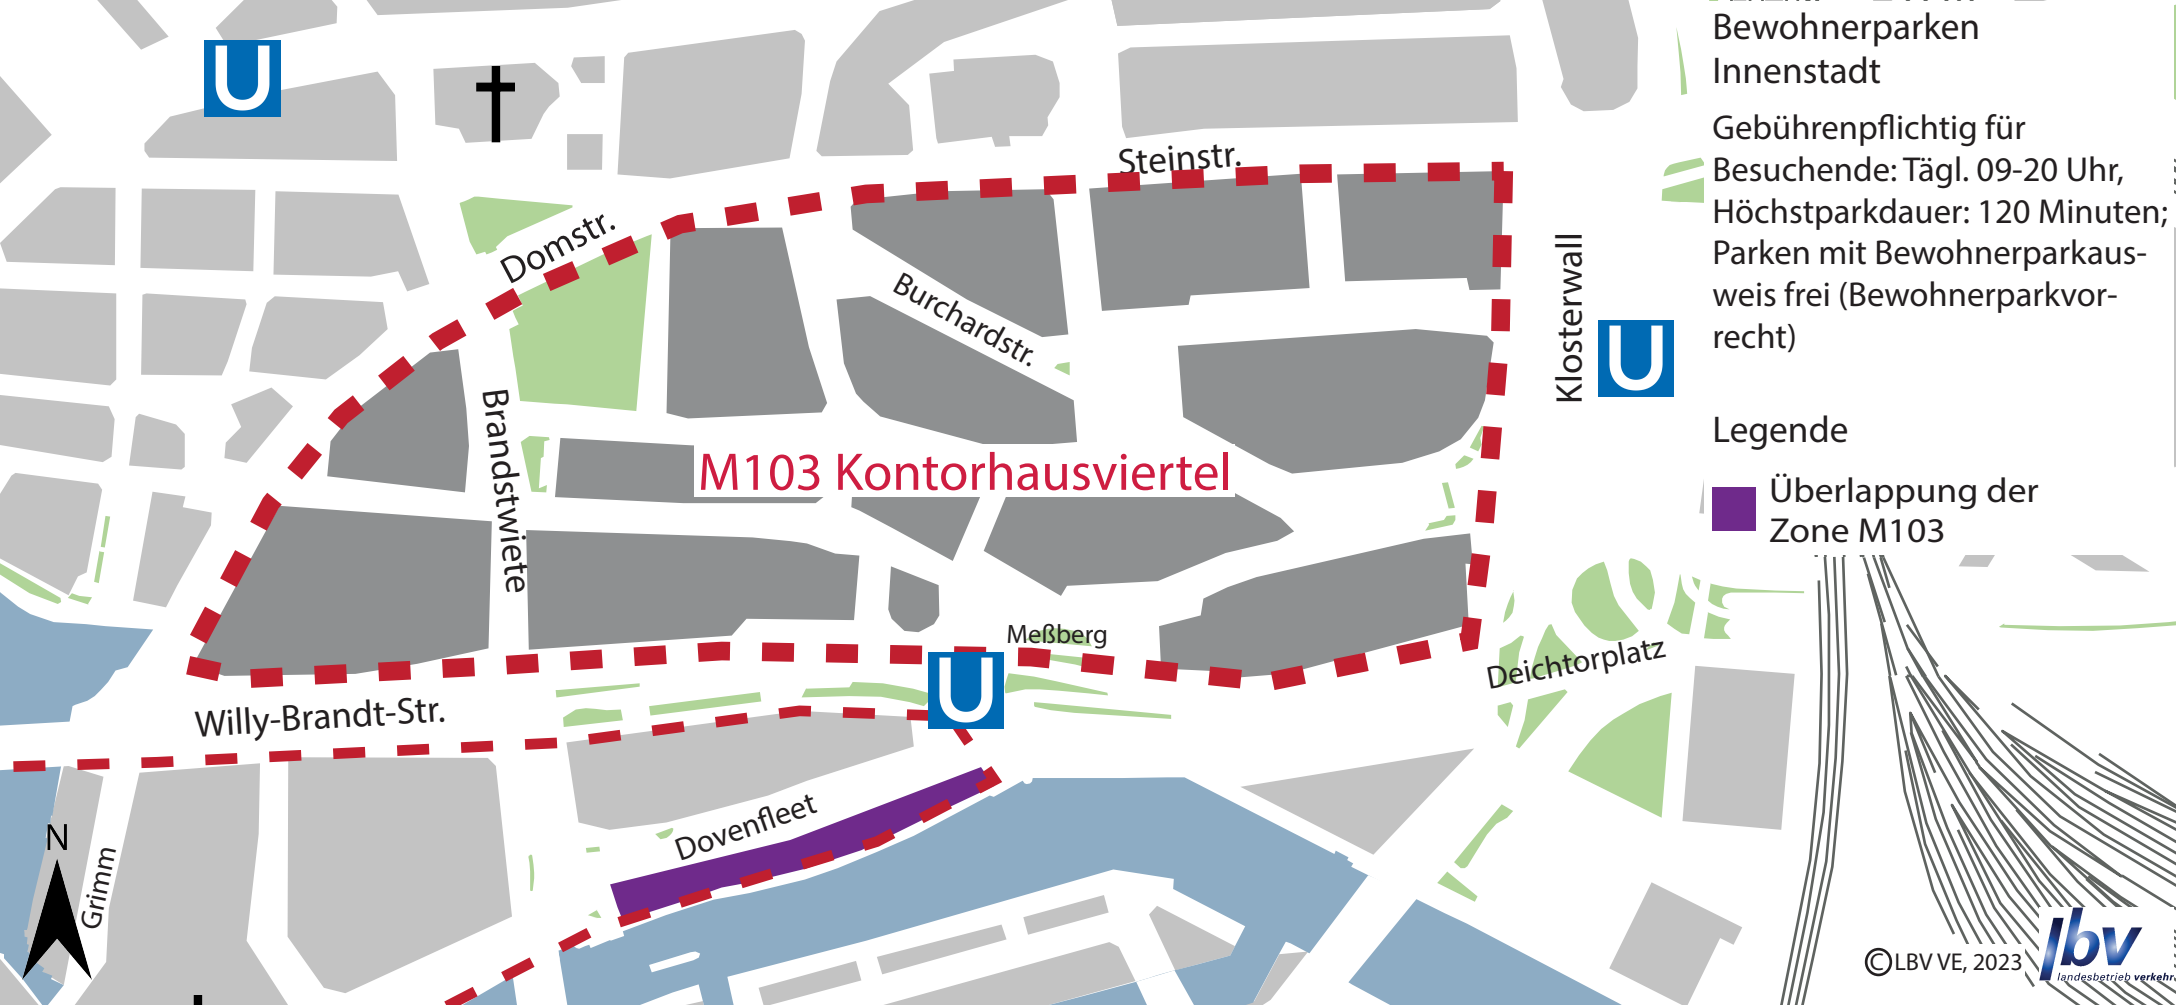 Bewohnerparken
Innenstadt
Gebührenpflichtig für
Besuchende: Tägl. 09-20 Uhr,
Höchstparkdauer: 120 Minuten;
Parken mit Bewohnerparkaus-
weis frei (Bewohnerparkvor-
recht)
Legende
Überlappung der
Zone M103
U
Steinstr.
Domstr.
Burchardstr.
Klosterwall
U
Brandstwiete
M103 Kontorhausviertel
Meßberg
Deichtorplatz
U
Willy-Brandt-Str.
Dovenfleet
N
Grimm
©LBV VE, 2023
lbv
landesbetrieb verkehr